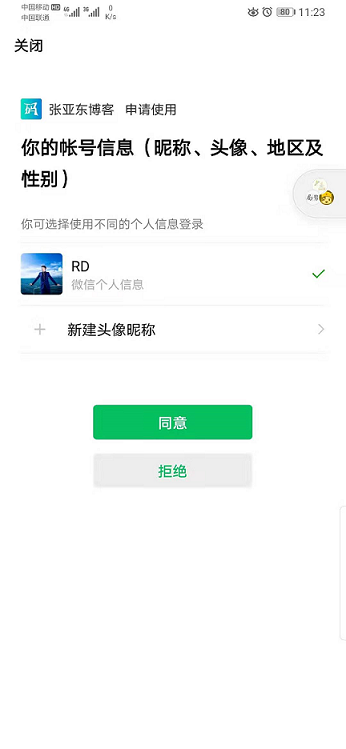 中国移动 HD 4G 3G 0 80 11:23
中国联通 K/s
关闭
码 张亚东博客 申请使用
你的帐号信息（昵称、头像、地区及
性别）
你可选择使用不同的个人信息登录
RD
微信个人信息
新建头像昵称
同意
拒绝